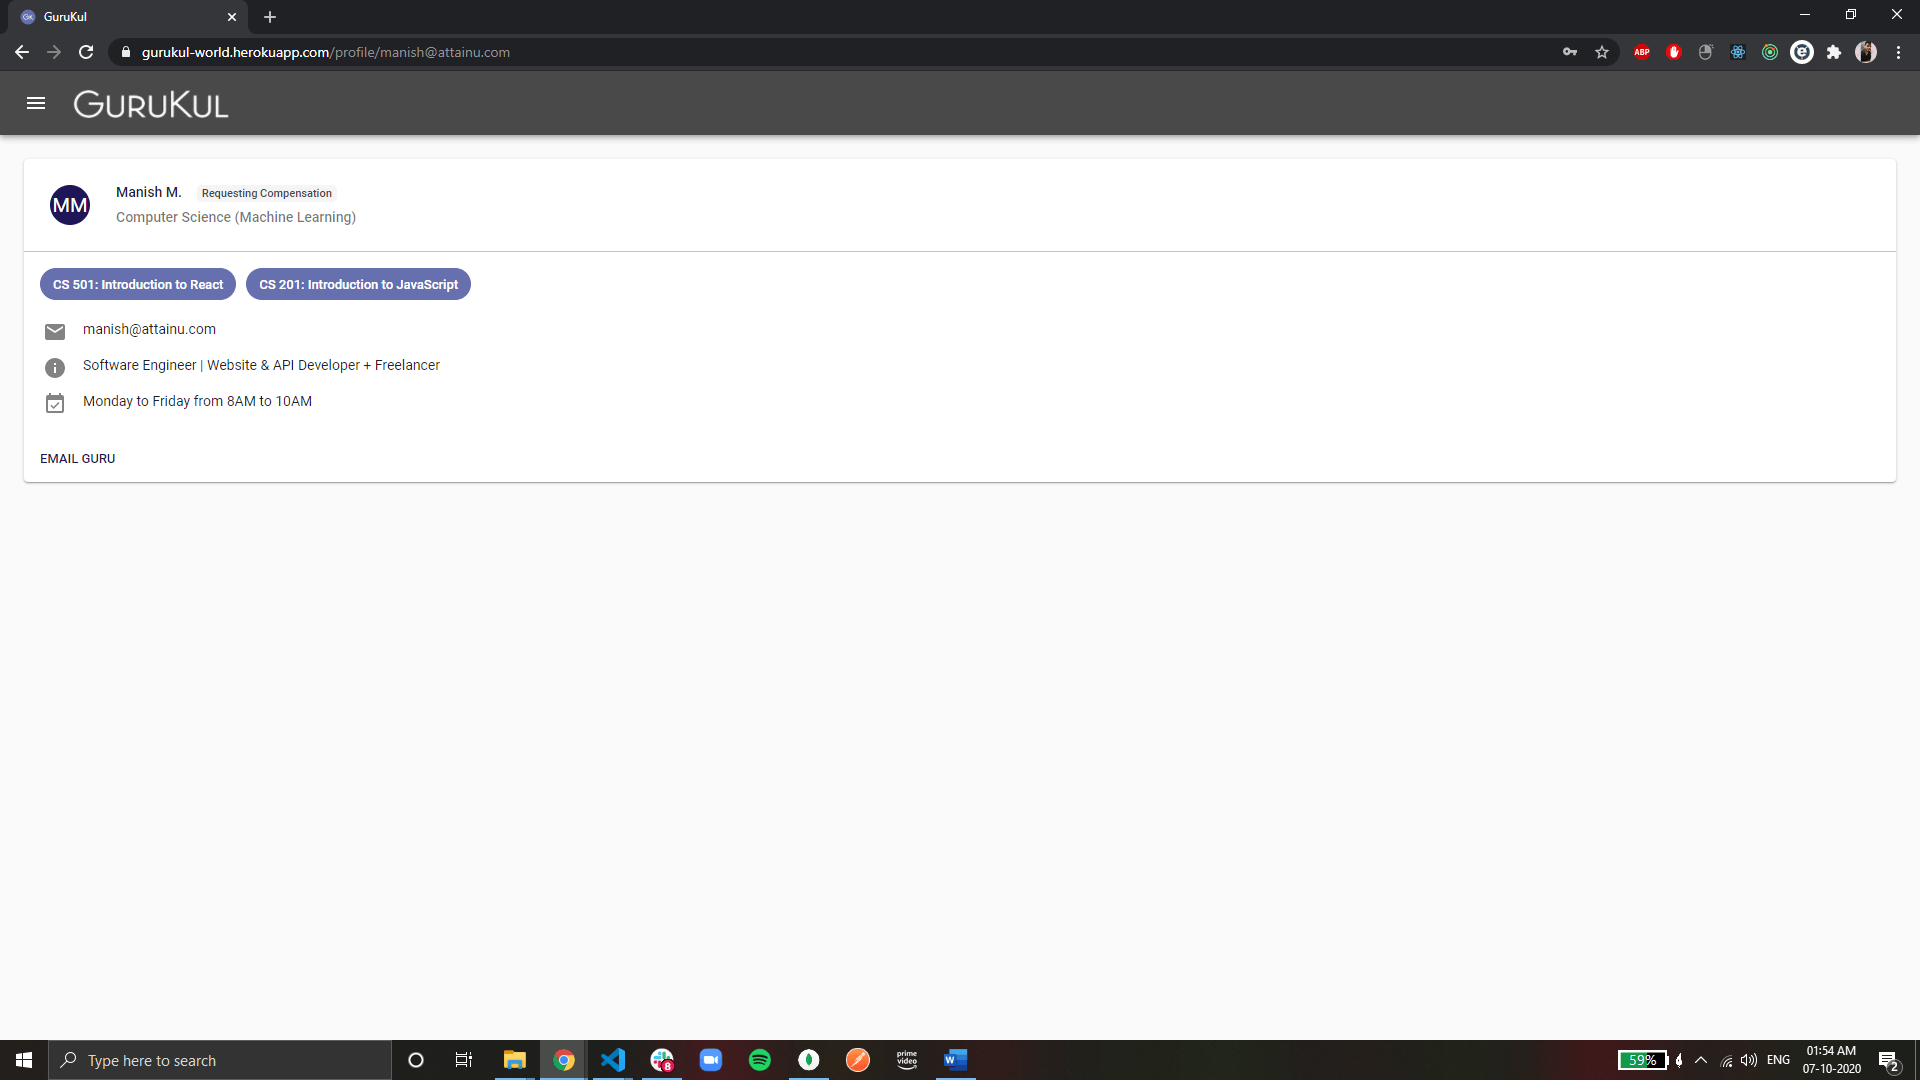 GuruKul
gurukul-world.herokuapp.com/profile/manish@attainu.com
ABP
GURUKUL
MM
Manish M.
Requesting Compensation
Computer Science (Machine Learning)
CS 501: Introduction to React
CS 201: Introduction to JavaScript
manish@attainu.com
Software Engineer | Website & API Developer + Freelancer
Monday to Friday from 8AM to 10AM
EMAIL GURU
Type here to search
8
prime video
W
59%
ENG
01:54 AM
07-10-2020
2